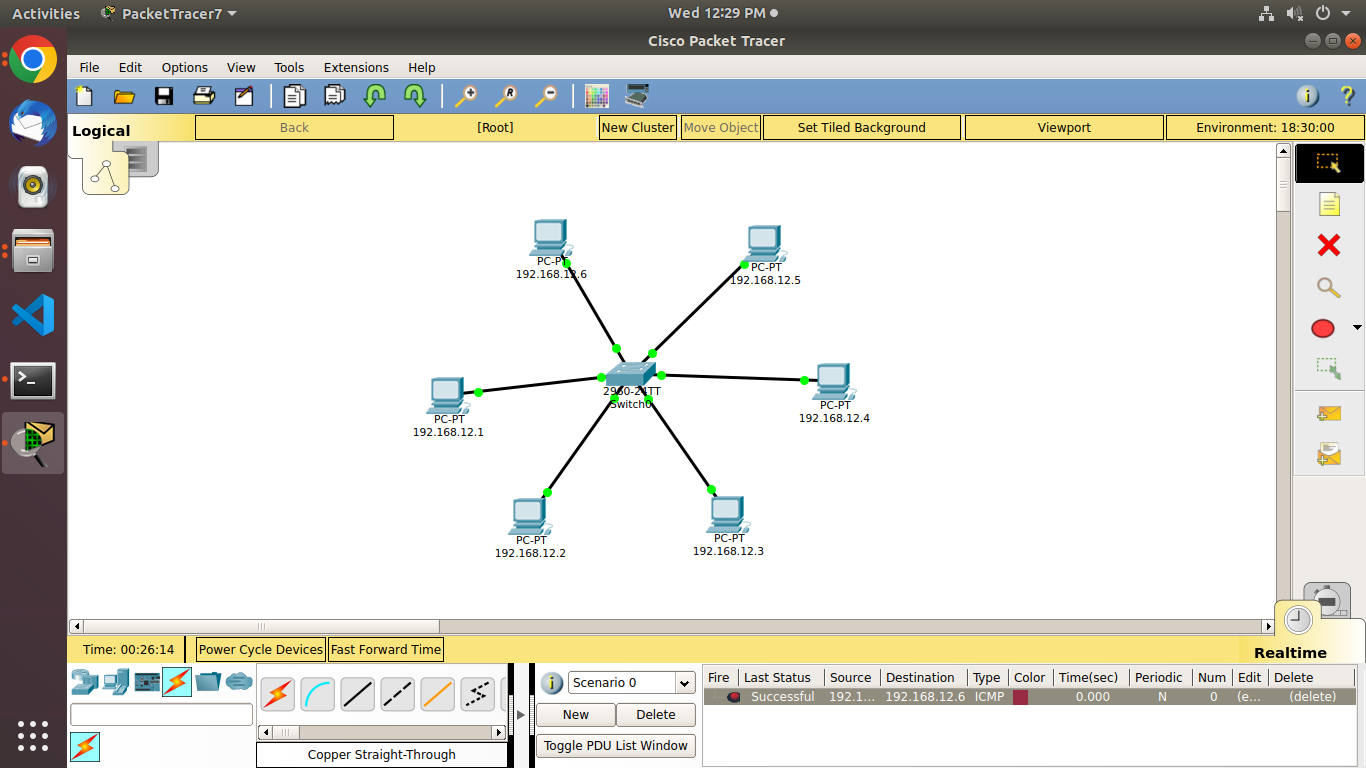 Activities PacketTracer7 Wed 12:29 PM
Cisco Packet Tracer
File Edit Options View Tools Extensions Help
Logical Back [Root] New Cluster Move Object Set Tiled Background Viewport Environment: 18:30:00
PC-PT
192.168.12.6
PC-PT
192.168.12.5
2960-24TT
Switch0
PC-PT
192.168.12.1
PC-PT
192.168.12.4
PC-PT
192.168.12.2
PC-PT
192.168.12.3
Time: 00:26:14 Power Cycle Devices Fast Forward Time Realtime
Scenario 0
New Delete
Toggle PDU List Window
Copper Straight-Through
Fire Last Status Source Destination Type Color Time(sec) Periodic Num Edit Delete
Successful 192.1... 192.168.12.6 ICMP 0.000 N 0 (e... (delete)